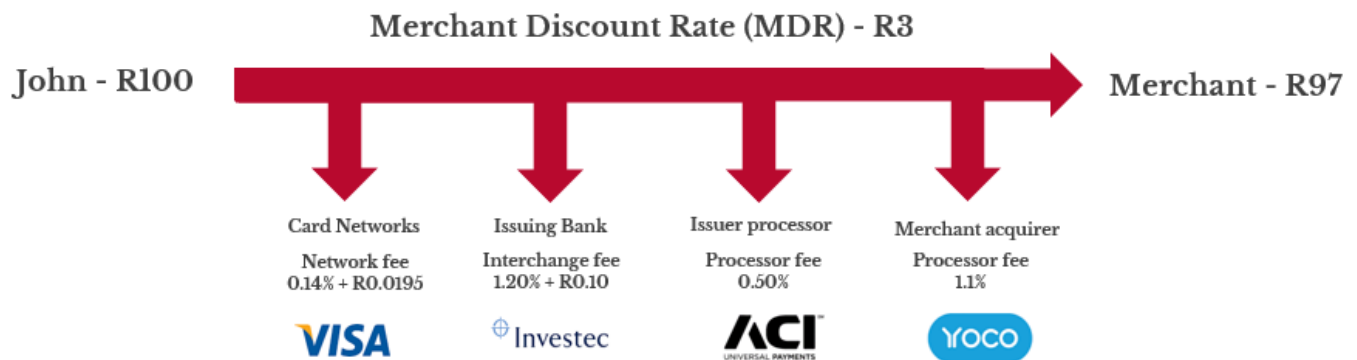 Merchant Discount Rate (MDR) - R3
John - R100
Merchant - R97
Card Networks
Network fee
0.14% + R0.0195
VISA
Issuing Bank
Interchange fee
1.20% + R0.10
Investec
Issuer processor
Processor fee
0.50%
ACI™
UNIVERSAL PAYMENTS
Merchant acquirer
Processor fee
1.1%
YOCO